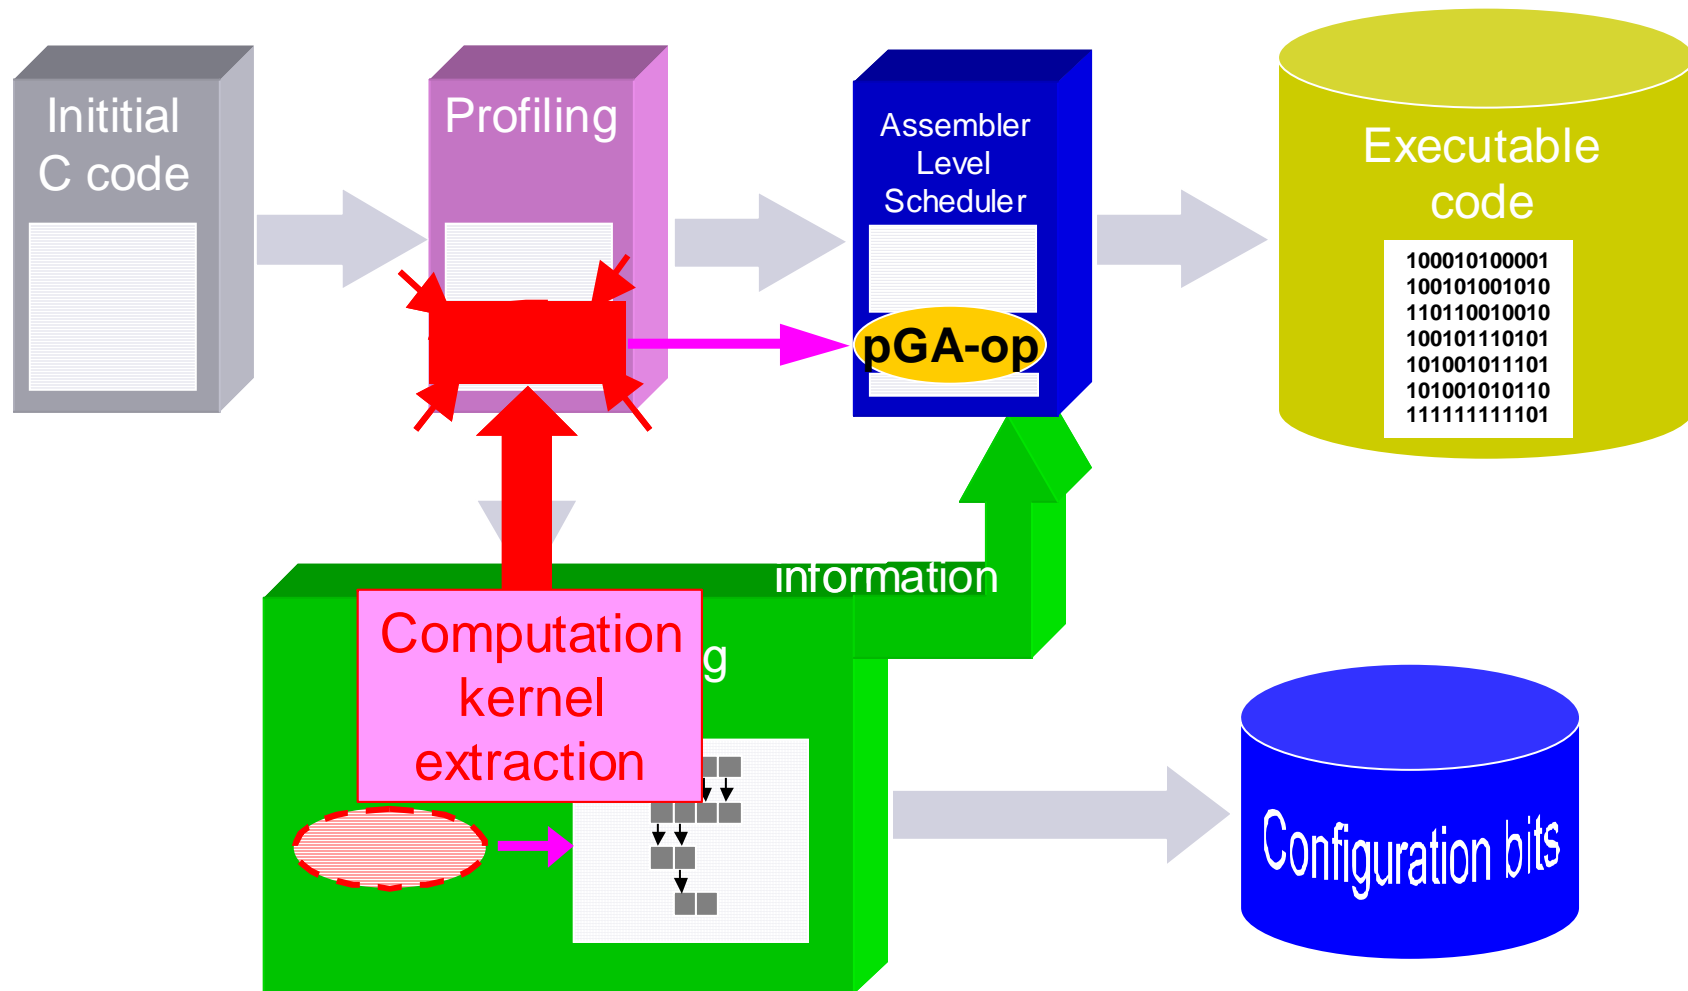 Inititial
C code
Profiling
Assembler
Level
Scheduler
pGA-op
Executable
code
100010100001
100101001010
110110010010
100101110101
101001011101
101001010110
111111111101
information
Computation
kernel
extraction
Configuration bits